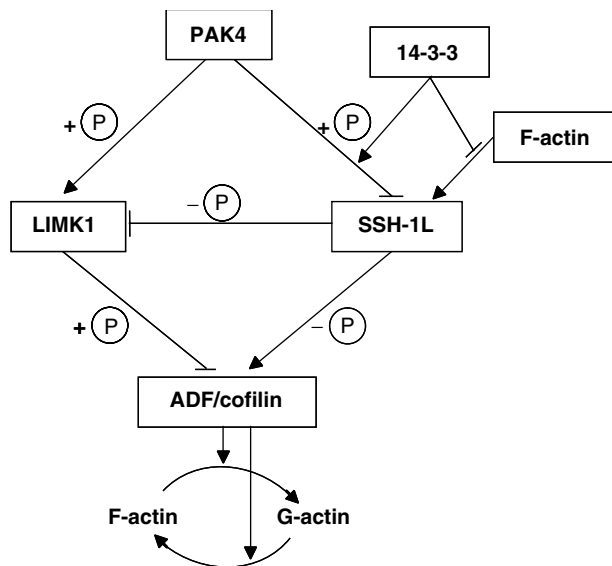 PAK4
14-3-3
+ P
+ P
F-actin
− P
LIMK1
SSH-1L
+ P
− P
ADF/cofilin
F-actin
G-actin